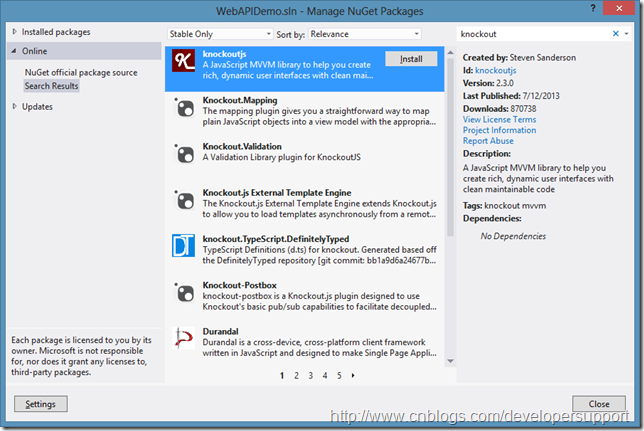 WebAPIDemo.sln - Manage NuGet Packages
?
Installed packages
Online
NuGet official package source
Search Results
Updates
Each package is licensed to you by its
owner. Microsoft is not responsible
for, nor does it grant any licenses to,
third-party packages.
Settings
Stable Only
Sort by: Relevance
knockoutjs
A JavaScript MVVM library to help you create
rich, dynamic user interfaces with clean mai...
Install
Knockout.Mapping
The mapping plugin gives you a straightforward way to map
plain JavaScript objects into a view model with the appropria...
Knockout.Validation
A Validation Library plugin for KnockoutJS
Knockout.js External Template Engine
The Knockout.js External Template Engine extends Knockout.js
to allow you to load templates asynchronously from a remot...
DT
knockout.TypeScript.DefinitelyTyped
TypeScript Definitions (d.ts) for knockout. Generated based off
the DefinitelyTyped repository [git commit: bb1a9d6a24677b...
Knockout-Postbox
knockout-postbox is a Knockout.js plugin designed to use
Knockout's basic pub/sub capabilities to facilitate decoupled...
Durandal
Durandal is a cross-device, cross-platform client framework
written in JavaScript and designed to make Single Page Appli...
1 2 3 4 5
knockout
Created by: Steven Sanderson
Id: knockoutjs
Version: 2.3.0
Last Published: 7/12/2013
Downloads: 870738
View License Terms
Project Information
Report Abuse
Description:
A JavaScript MVVM library to help you
create rich, dynamic user interfaces with
clean maintainable code
Tags: knockout mvvm
Dependencies:
No Dependencies
Close
http://www.cnblogs.com/developersupport